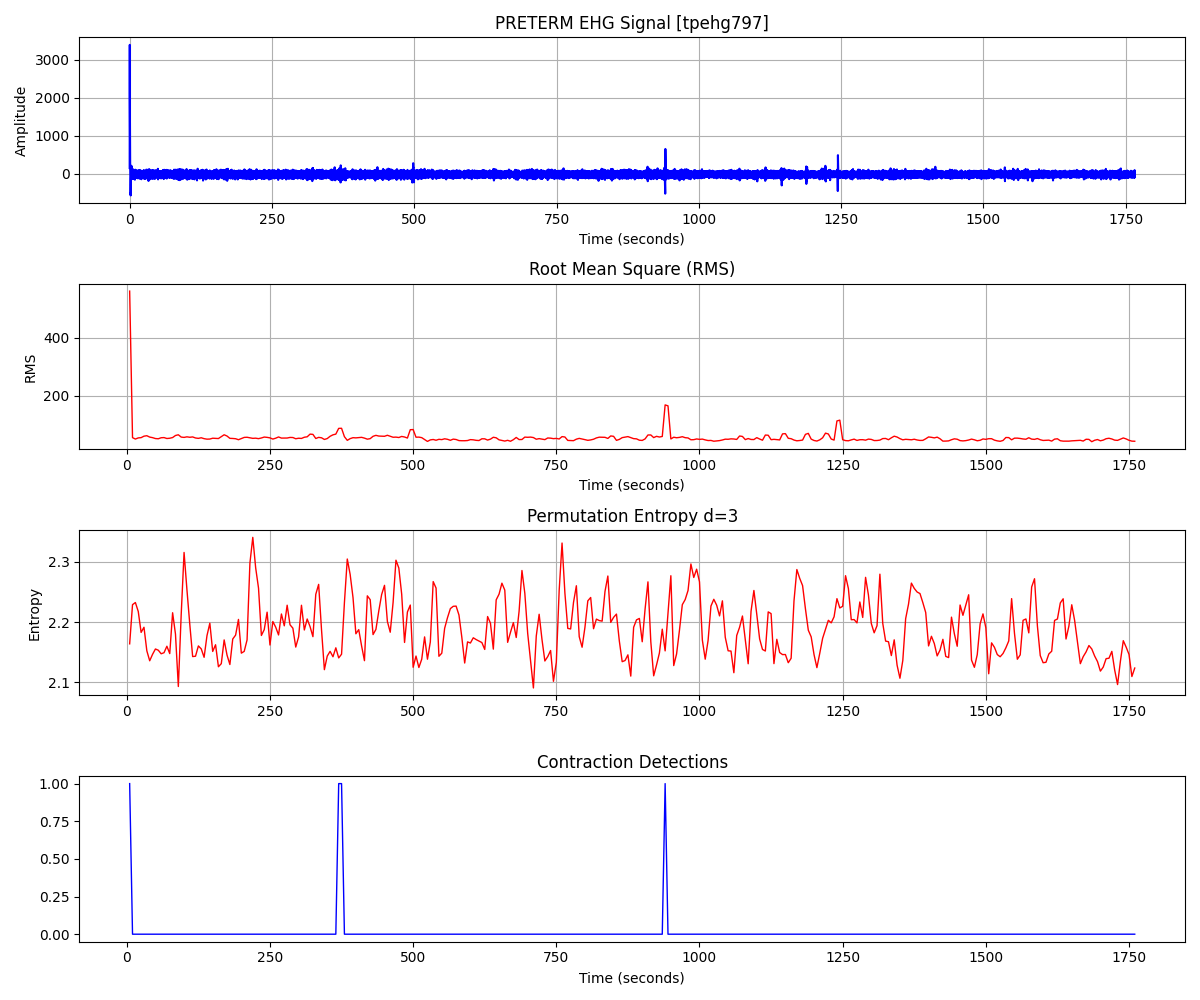 PRETERM EHG Signal [tpehg797]
3000
2000
1000
0
Amplitude
0 250 500 750 1000 1250 1500 1750
Time (seconds)
Root Mean Square (RMS)
400
200
RMS
0 250 500 750 1000 1250 1500 1750
Time (seconds)
Permutation Entropy d=3
2.3
2.2
2.1
Entropy
0 250 500 750 1000 1250 1500 1750
Contraction Detections
1.00
0.75
0.50
0.25
0.00
0 250 500 750 1000 1250 1500 1750
Time (seconds)